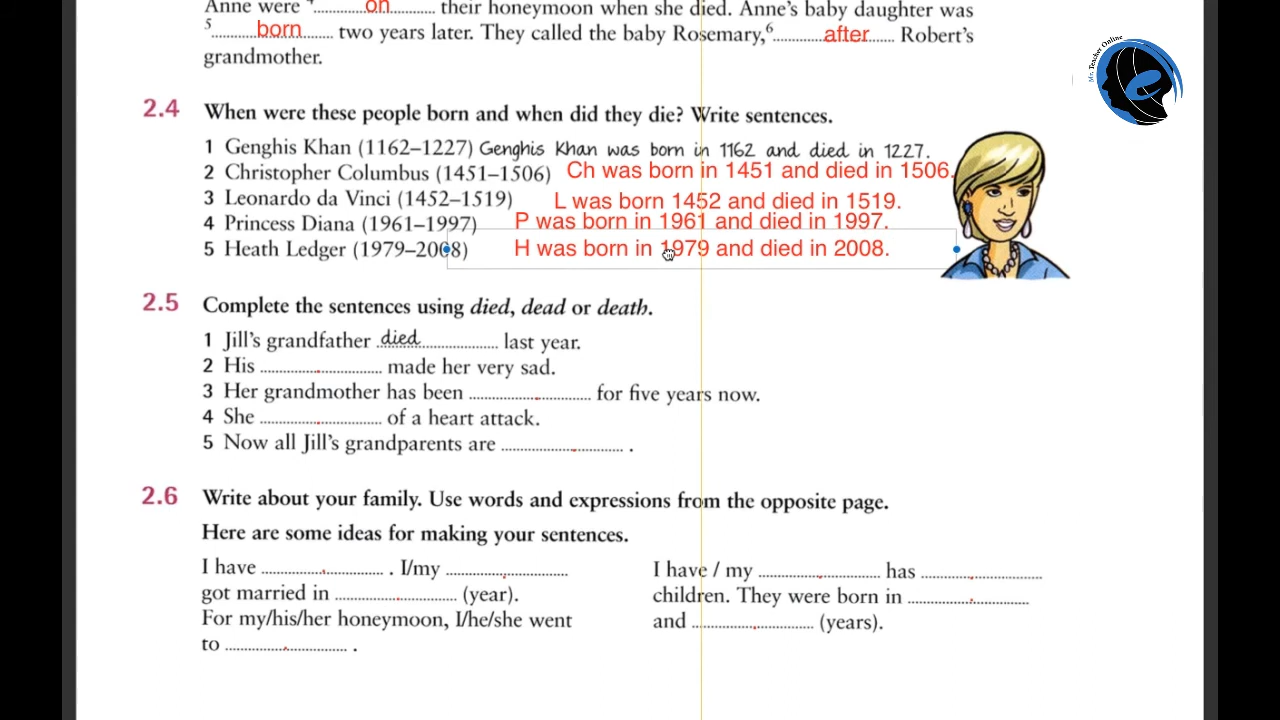 Anne were 4 on their honeymoon when she died. Anne's baby daughter was
5 born two years later. They called the baby Rosemary, 6 after Robert's
grandmother.
Mr. Teacher Online
2.4 When were these people born and when did they die? Write sentences.
1 Genghis Khan (1162–1227) Genghis Khan was born in 1162 and died in 1227.
2 Christopher Columbus (1451–1506) Ch was born in 1451 and died in 1506.
3 Leonardo da Vinci (1452–1519) L was born 1452 and died in 1519.
4 Princess Diana (1961–1997) P was born in 1961 and died in 1997.
5 Heath Ledger (1979–2008) H was born in 1979 and died in 2008.
2.5 Complete the sentences using died, dead or death.
1 Jill's grandfather died last year.
2 His ............ made her very sad.
3 Her grandmother has been ............ for five years now.
4 She ............ of a heart attack.
5 Now all Jill's grandparents are ............ .
2.6 Write about your family. Use words and expressions from the opposite page.
Here are some ideas for making your sentences.
I have ............ . I/my ............
got married in ............ (year).
For my/his/her honeymoon, I/he/she went
to ............ .
I have / my ............ has ............
children. They were born in ............
and ............ (years).